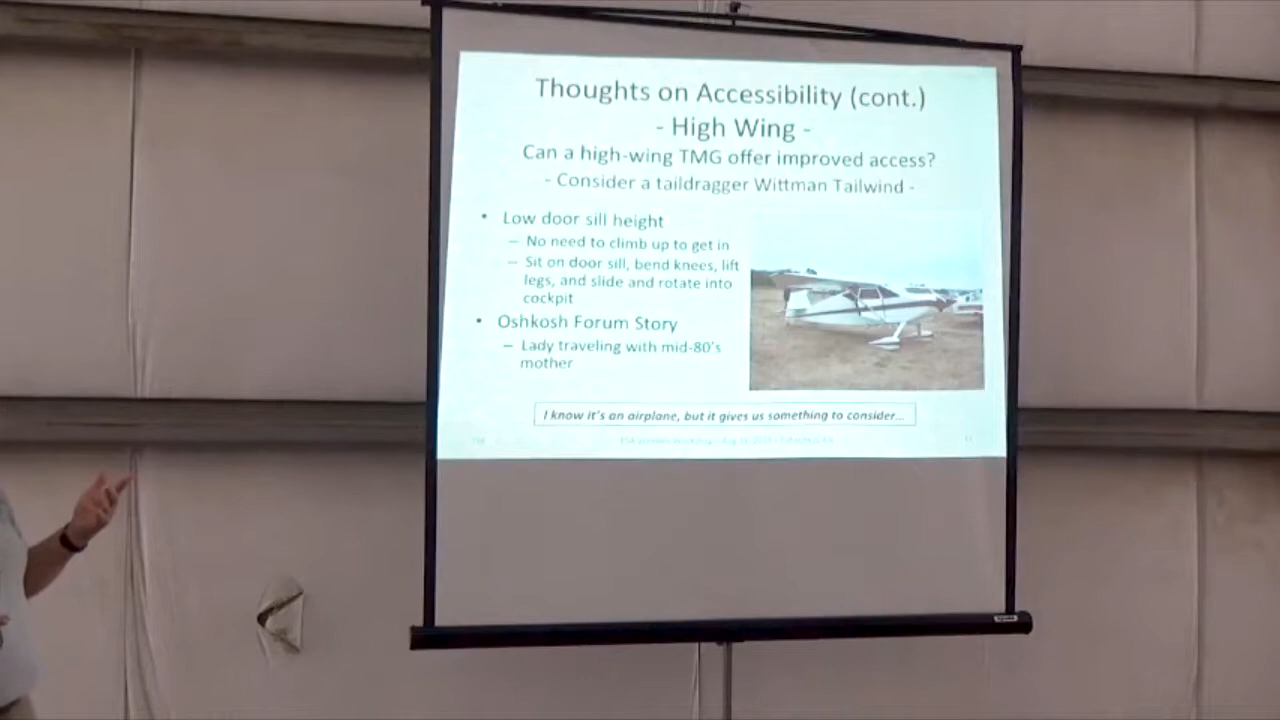 Thoughts on Accessibility (cont.)
- High Wing -
Can a high-wing TMG offer improved access?
- Consider a taildragger Wittman Tailwind -
• Low door sill height
– No need to climb up to get in
– Sit on door sill, bend knees, lift
legs, and slide and rotate into
cockpit
• Oshkosh Forum Story
– Lady traveling with mid-80's
mother
I know it's an airplane, but it gives us something to consider...